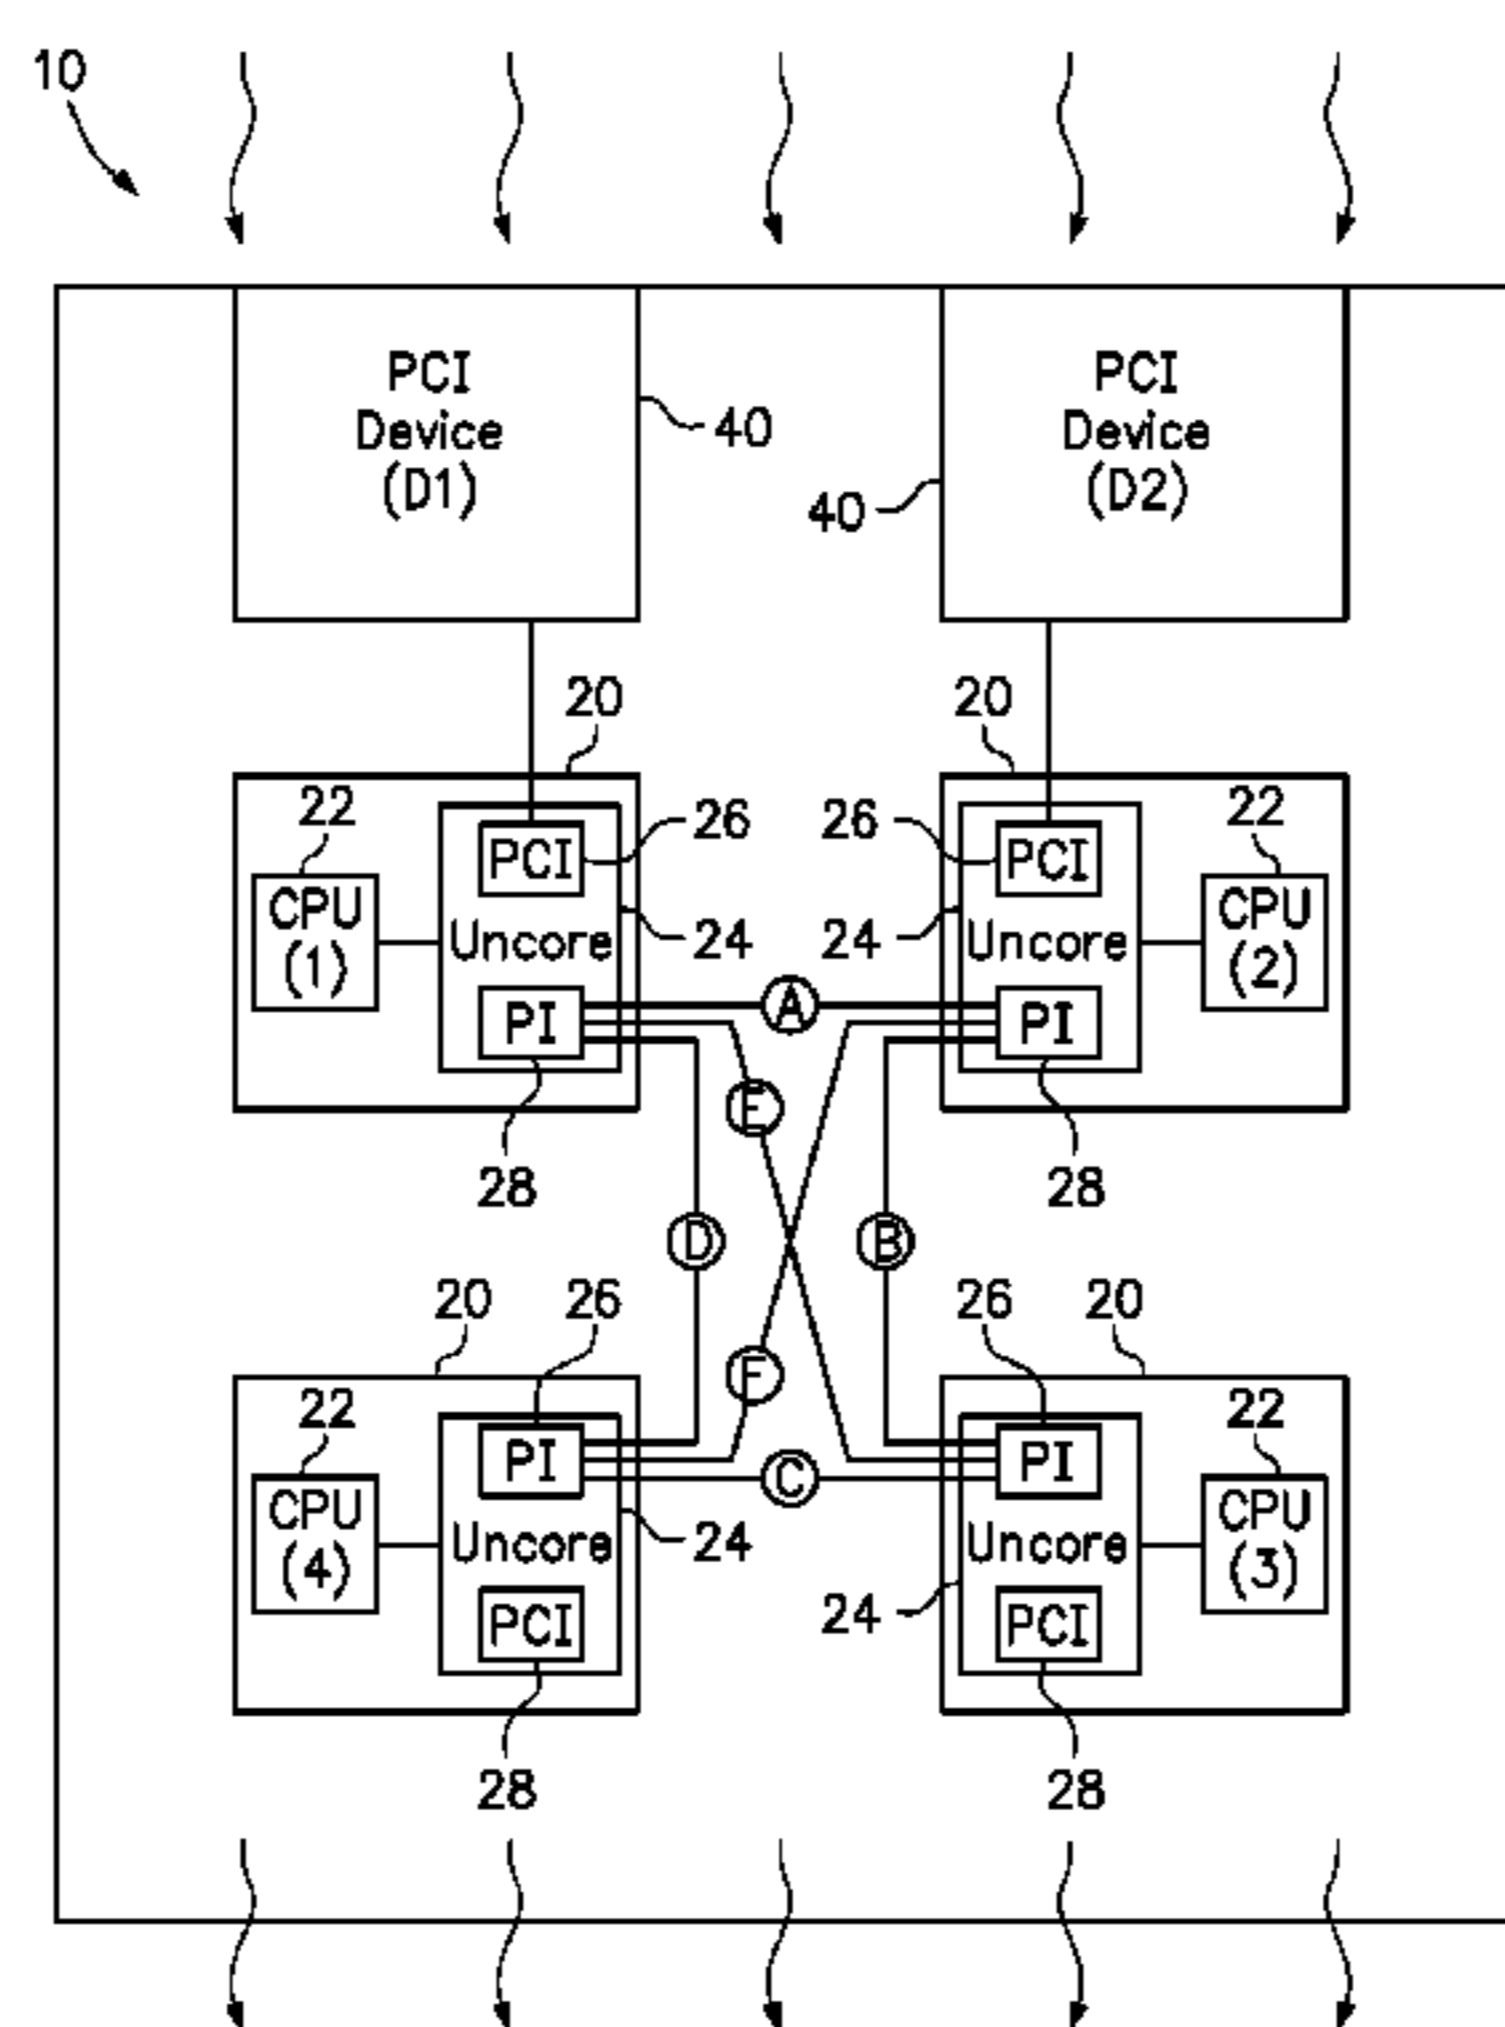 10
PCI
Device
(D1)
40
PCI
Device
(D2)
40
20
20
22
CPU
(1)
PCI
26
Uncore
24
PI
28
26
PCI
24
Uncore
PI
28
22
CPU
(2)
A
E
D
B
F
C
20
26
26
20
22
CPU
(4)
PI
Uncore
24
PCI
28
PI
Uncore
24
PCI
28
22
CPU
(3)